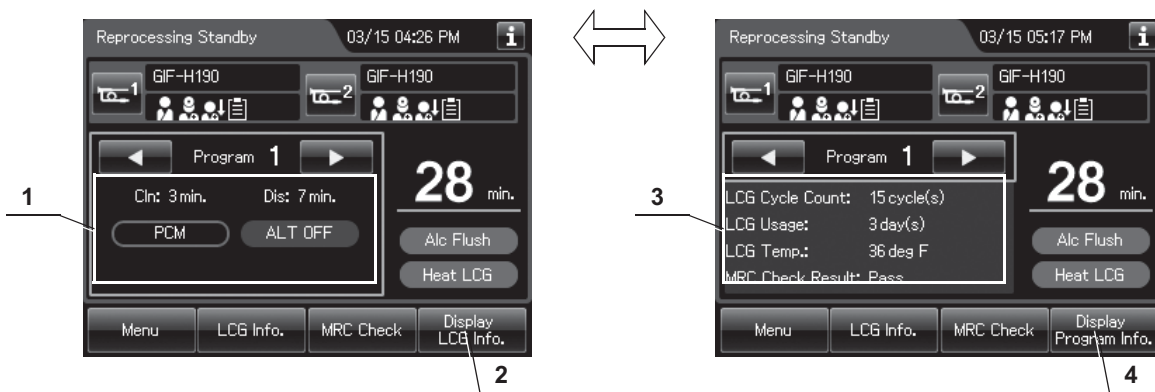 Reprocessing Standby 03/15 04:26 PM i
1 GIF-H190 2 GIF-H190
Program 1
Cln: 3 min. Dis: 7 min.
PCM ALT OFF
28 min.
Alc Flush
Heat LCG
Menu LCG Info. MRC Check Display
LCG Info.
1
2
Reprocessing Standby 03/15 05:17 PM i
1 GIF-H190 2 GIF-H190
Program 1
LCG Cycle Count: 15 cycle(s)
LCG Usage: 3 day(s)
LCG Temp.: 36 deg F
MRC Check Result: Pass
28 min.
Alc Flush
Heat LCG
Menu LCG Info. MRC Check Display
Program Info.
3
4